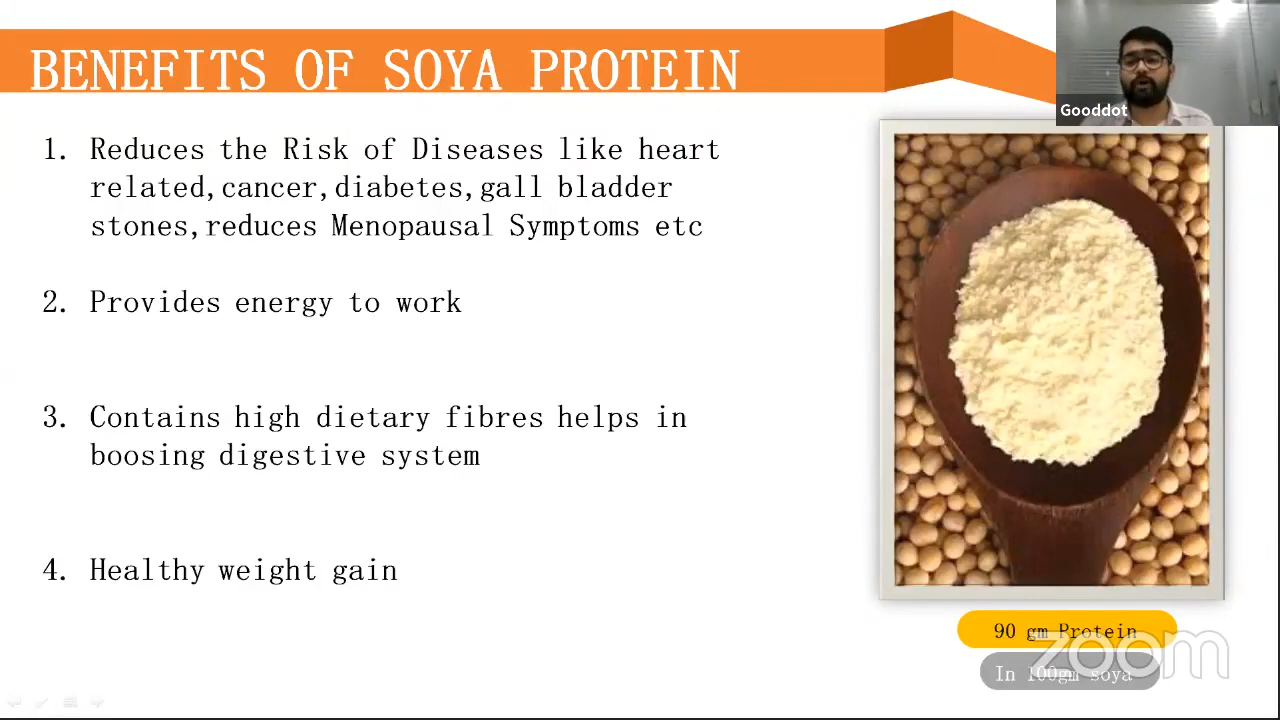 BENEFITS OF SOYA PROTEIN
Gooddot
1. Reduces the Risk of Diseases like heart
related,cancer,diabetes,gall bladder
stones,reduces Menopausal Symptoms etc
2. Provides energy to work
3. Contains high dietary fibres helps in
boosing digestive system
4. Healthy weight gain
90 gm Protein
In 100gm soya
zoom